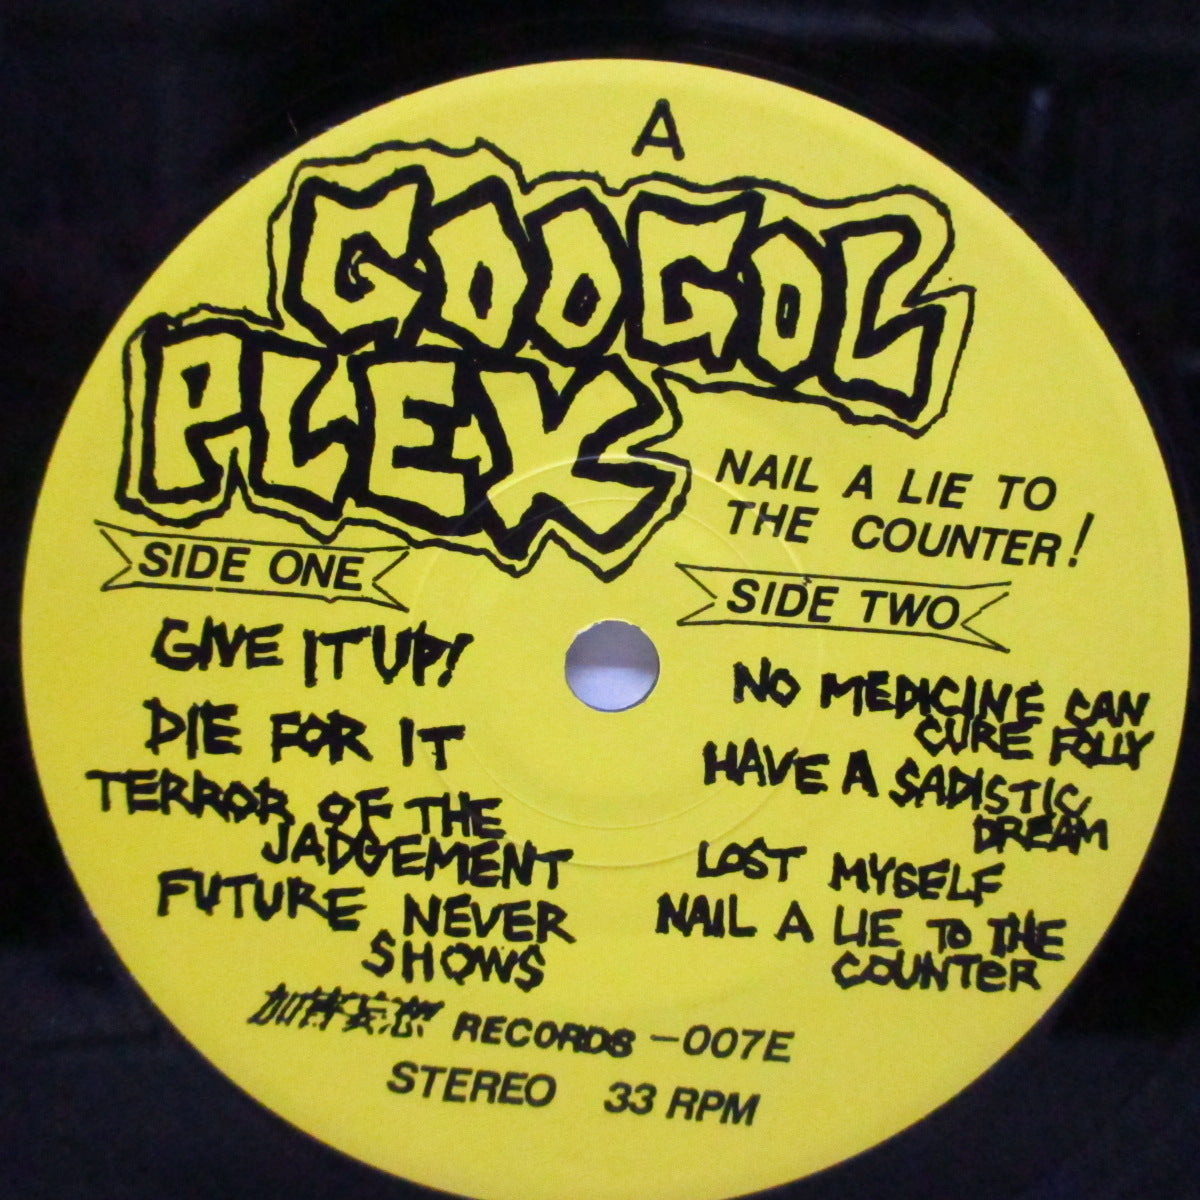 A
GOOGOL
PLEX
NAIL A LIE TO
THE COUNTER!
SIDE ONE
GIVE IT UP!
DIE FOR IT
TERROR OF THE
JADGEMENT
FUTURE NEVER
SHOWS
SIDE TWO
NO MEDICINE CAN
CURE FOLLY
HAVE A SADISTIC
DREAM
LOST MYSELF
NAIL A LIE TO THE
COUNTER
RECORDS -007E
STEREO 33 RPM